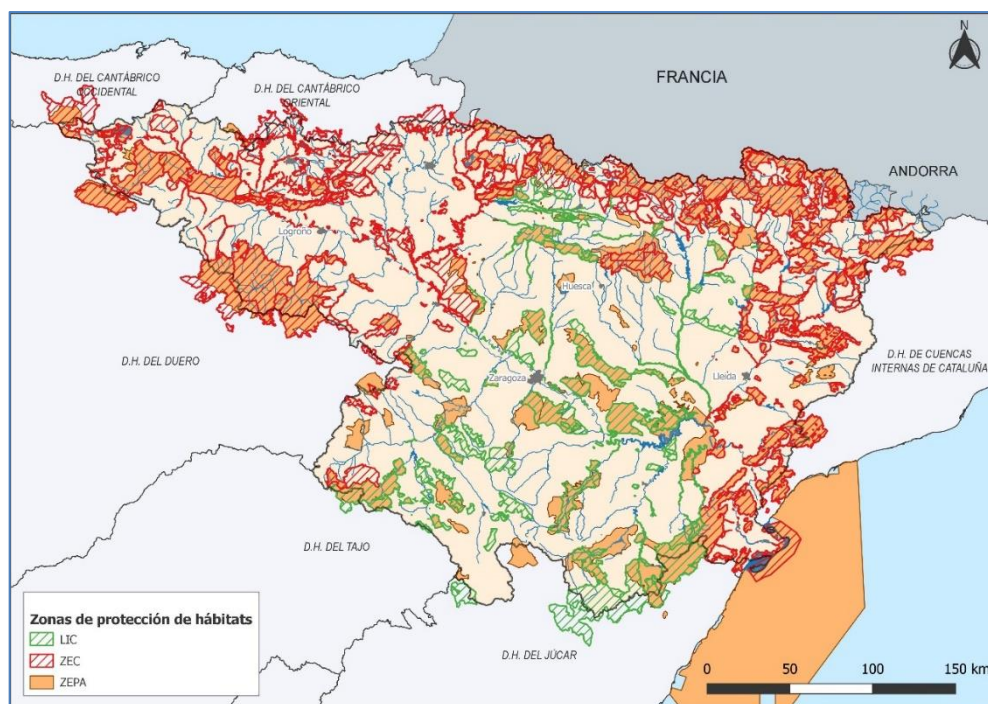 N
D.H. DEL CANTÁBRICO
OCCIDENTAL
D.H. DEL CANTÁBRICO
ORIENTAL
FRANCIA
ANDORRA
Logroño
Huesca
D.H. DEL DUERO
Zaragoza
Lleida
D.H. DE CUENCAS
INTERNAS DE CATALUÑA
D.H. DEL TAJO
D.H. DEL JÚCAR
Zonas de protección de hábitats
LIC
ZEC
ZEPA
0 50 100 150 km